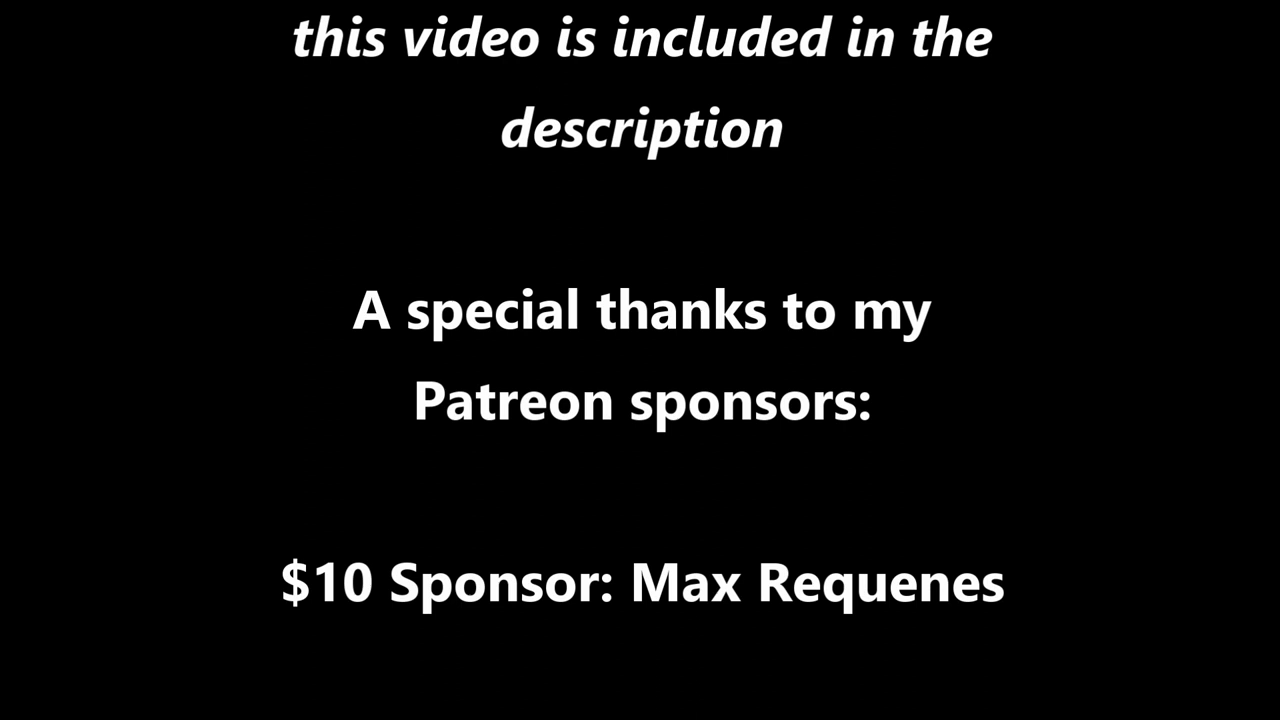 this video is included in the
description
A special thanks to my
Patreon sponsors:
$10 Sponsor: Max Requenes